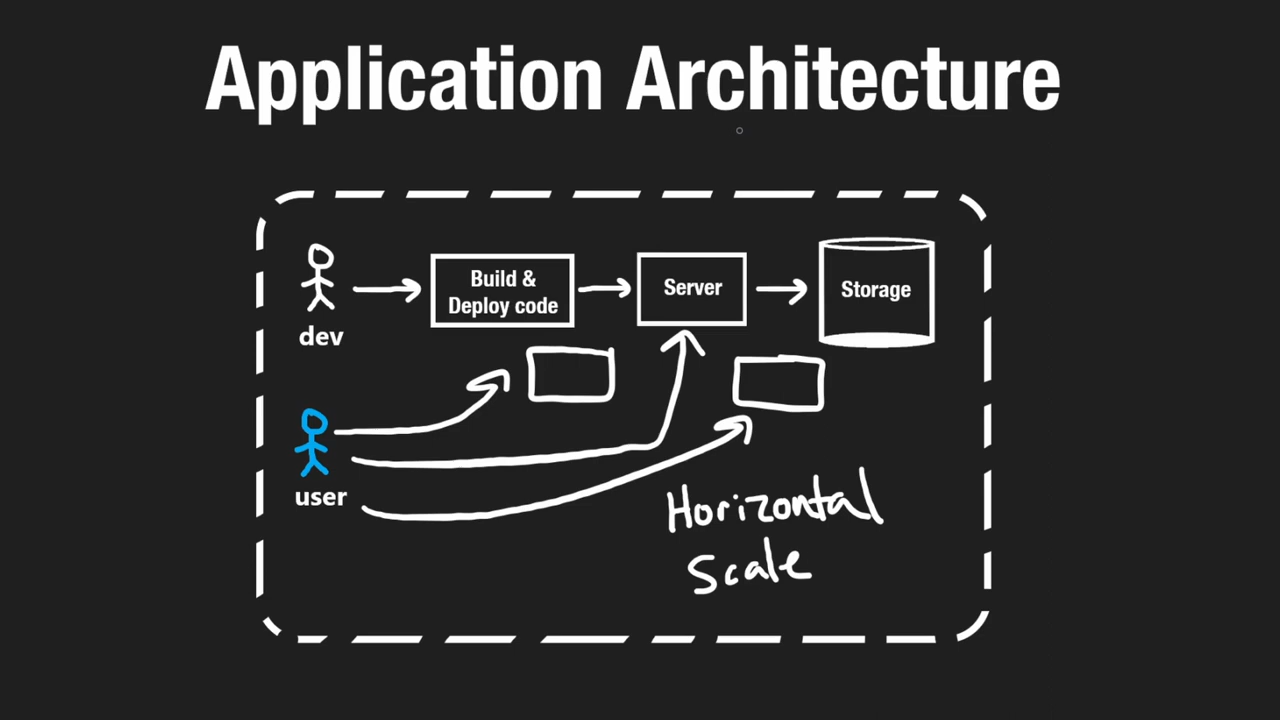 Application Architecture
Build &
Deploy code
Server
Storage
dev
user
Horizontal
Scale